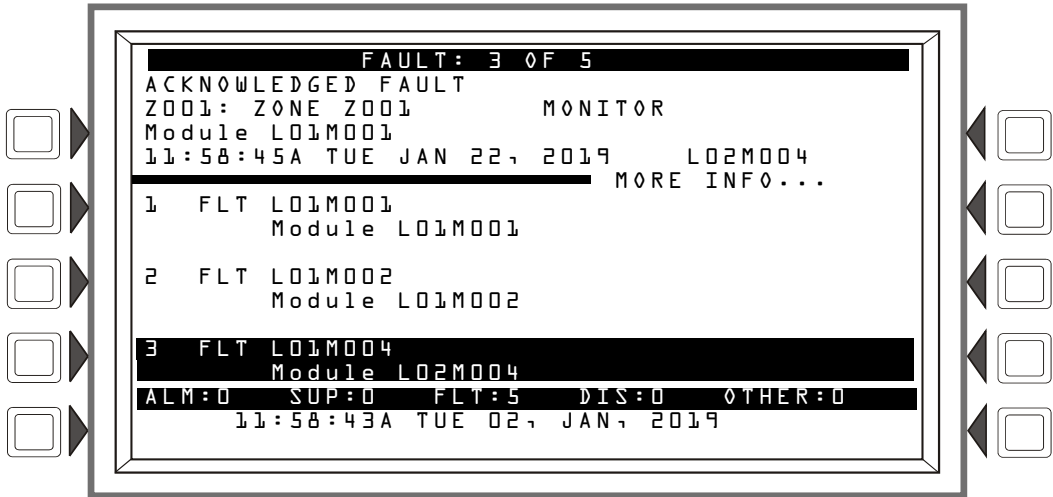 FAULT: 3 OF 5
ACKNOWLEDGED FAULT
Z001: ZONE Z001 MONITOR
Module L01M001
11:58:45A TUE JAN 22, 2019 L02M004
MORE INFO...
1 FLT L01M001
Module L01M001
2 FLT L01M002
Module L01M002
3 FLT L01M004
Module L02M004
ALM:0 SUP:0 FLT:5 DIS:0 OTHER:0
11:58:43A TUE 02, JAN, 2019